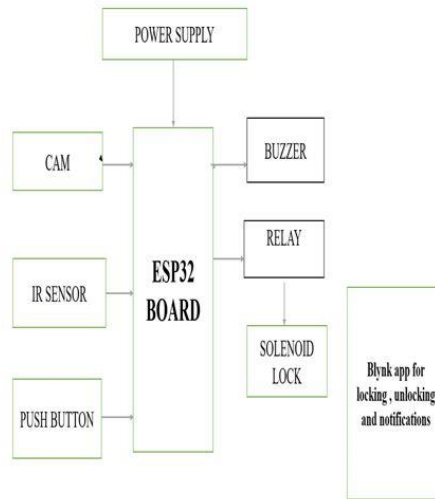 POWER SUPPLY
CAM
BUZZER
ESP32
BOARD
RELAY
IR SENSOR
SOLENOID
LOCK
PUSH BUTTON
Blynk app for
locking , unlocking
and notifications